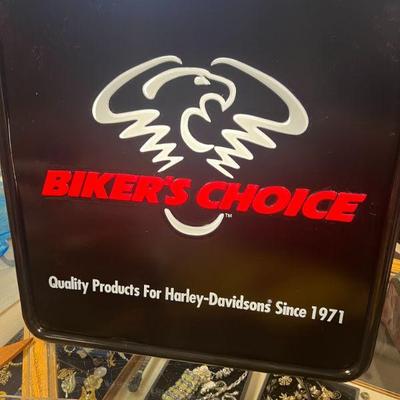 BIKER'S CHOICE™
Quality Products For Harley-Davidsons® Since 1971